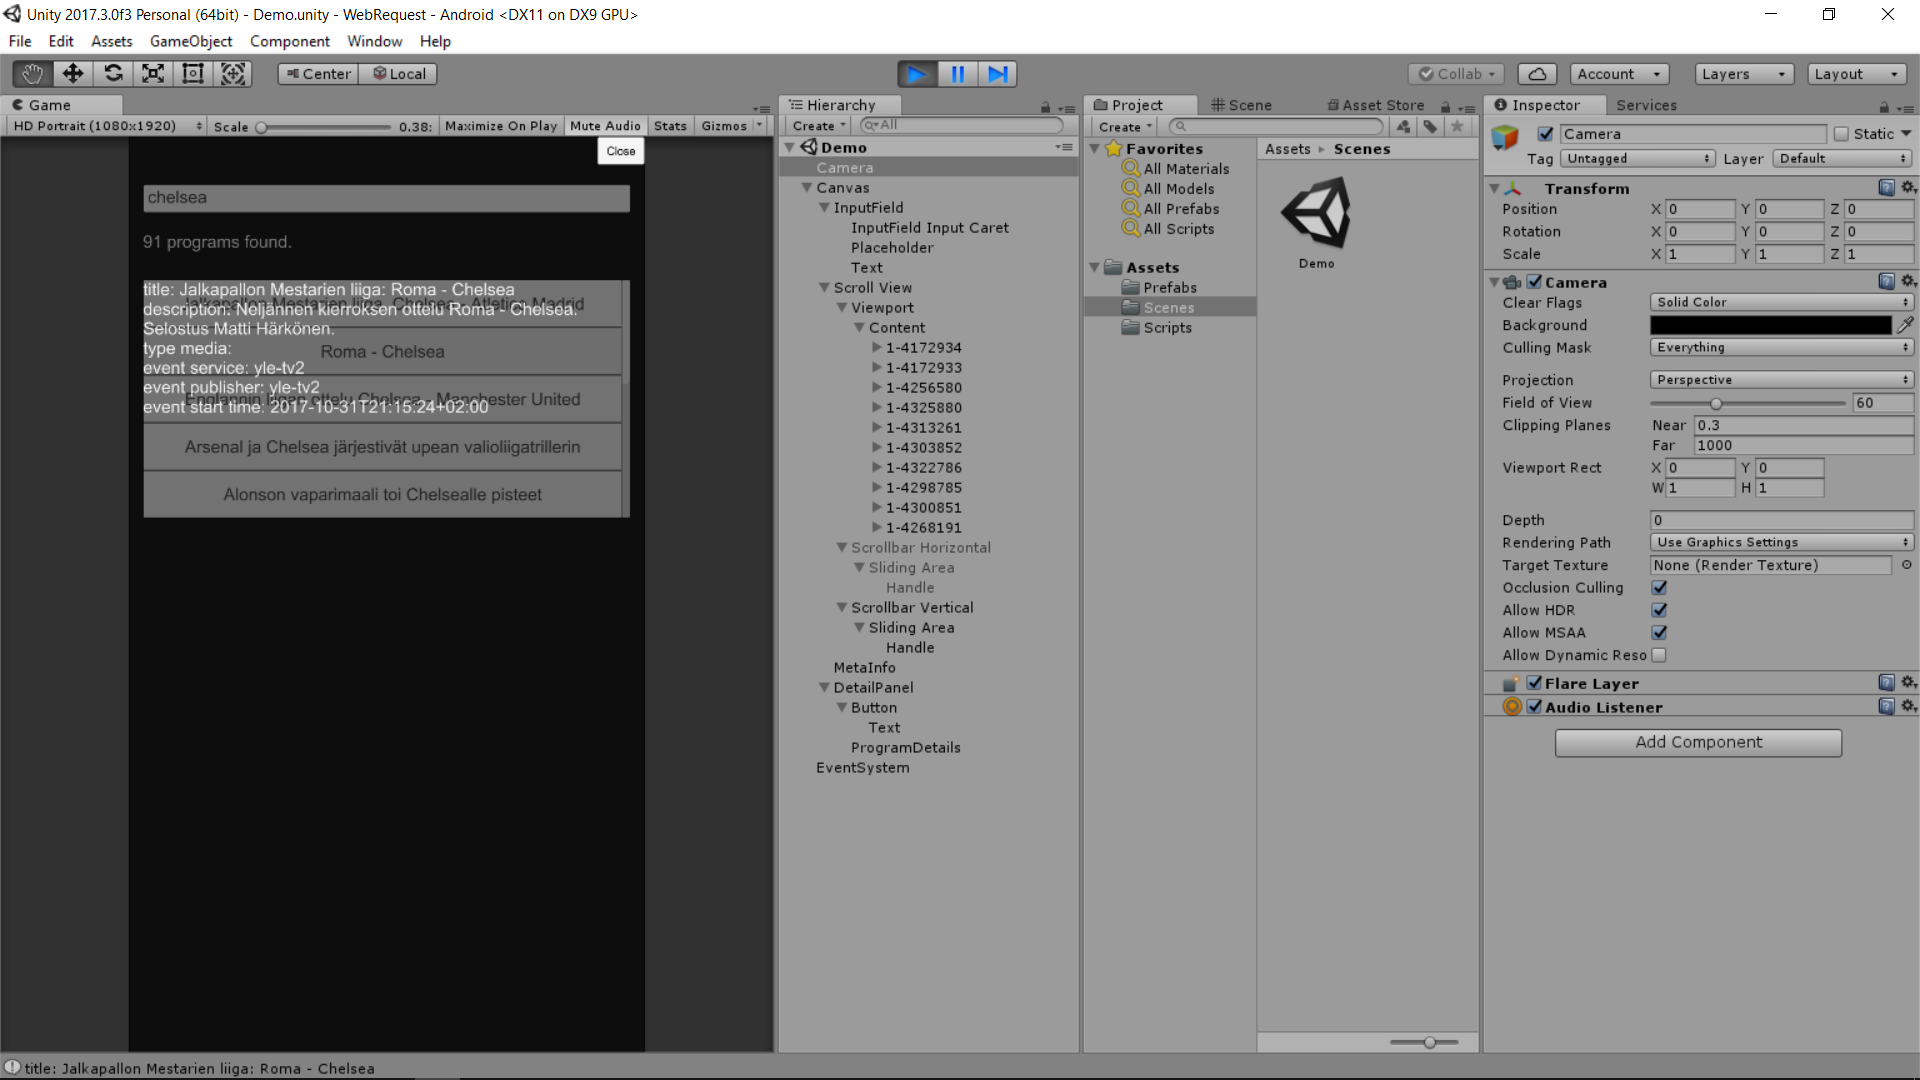 Unity 2017.3.0f3 Personal (64bit) - Demo.unity - WebRequest - Android <DX11 on DX9 GPU>
File Edit Assets GameObject Component Window Help
Center Local Collab Account Layers Layout
Game
HD Portrait (1080x1920) Scale 0.38: Maximize On Play Mute Audio Stats Gizmos
Close
chelsea
91 programs found.
title: Jalkapallon Mestarien liiga: Roma - Chelsea
Jalkapallon Mestarien liiga, Chelsea - Atletico Madrid
description: Neljännen kierroksen ottelu Roma - Chelsea.
Selostus Matti Härkönen.
type media:
Roma - Chelsea
event service: yle-tv2
event publisher: yle-tv2
Englannin liigan ottelu Chelsea - Manchester United
event start time: 2017-10-31T21:15:24+02:00
Arsenal ja Chelsea järjestivät upean valioliigatrillerin
Alonson vaparimaali toi Chelsealle pisteet
Hierarchy
Create All
Demo
Camera
Canvas
InputField
InputField Input Caret
Placeholder
Text
Scroll View
Viewport
Content
1-4172934
1-4172933
1-4256580
1-4325880
1-4313261
1-4303852
1-4322786
1-4298785
1-4300851
1-4268191
Scrollbar Horizontal
Sliding Area
Handle
Scrollbar Vertical
Sliding Area
Handle
MetaInfo
DetailPanel
Button
Text
ProgramDetails
EventSystem
Project Scene Asset Store
Create
Favorites
All Materials
All Models
All Prefabs
All Scripts
Assets
Prefabs
Scenes
Scripts
Assets Scenes
Demo
Inspector Services
Camera Static
Tag Untagged Layer Default
Transform
Position X 0 Y 0 Z 0
Rotation X 0 Y 0 Z 0
Scale X 1 Y 1 Z 1
Camera
Clear Flags Solid Color
Background
Culling Mask Everything
Projection Perspective
Field of View 60
Clipping Planes Near 0.3
Far 1000
Viewport Rect X 0 Y 0
W 1 H 1
Depth 0
Rendering Path Use Graphics Settings
Target Texture None (Render Texture)
Occlusion Culling
Allow HDR
Allow MSAA
Allow Dynamic Reso
Flare Layer
Audio Listener
Add Component
title: Jalkapallon Mestarien liiga: Roma - Chelsea